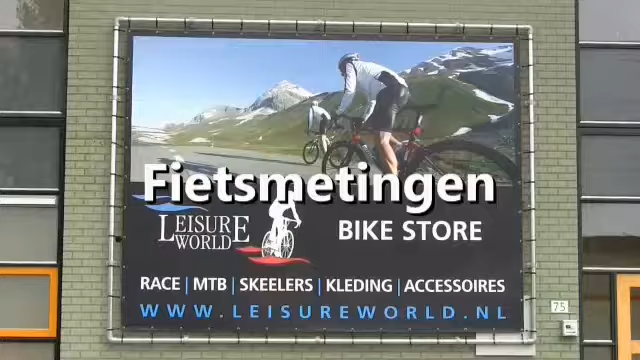 Fietsmetingen
LEISURE
WORLD
BIKE STORE
RACE | MTB | SKEELERS | KLEDING | ACCESSOIRES
WWW.LEISUREWORLD.NL
75